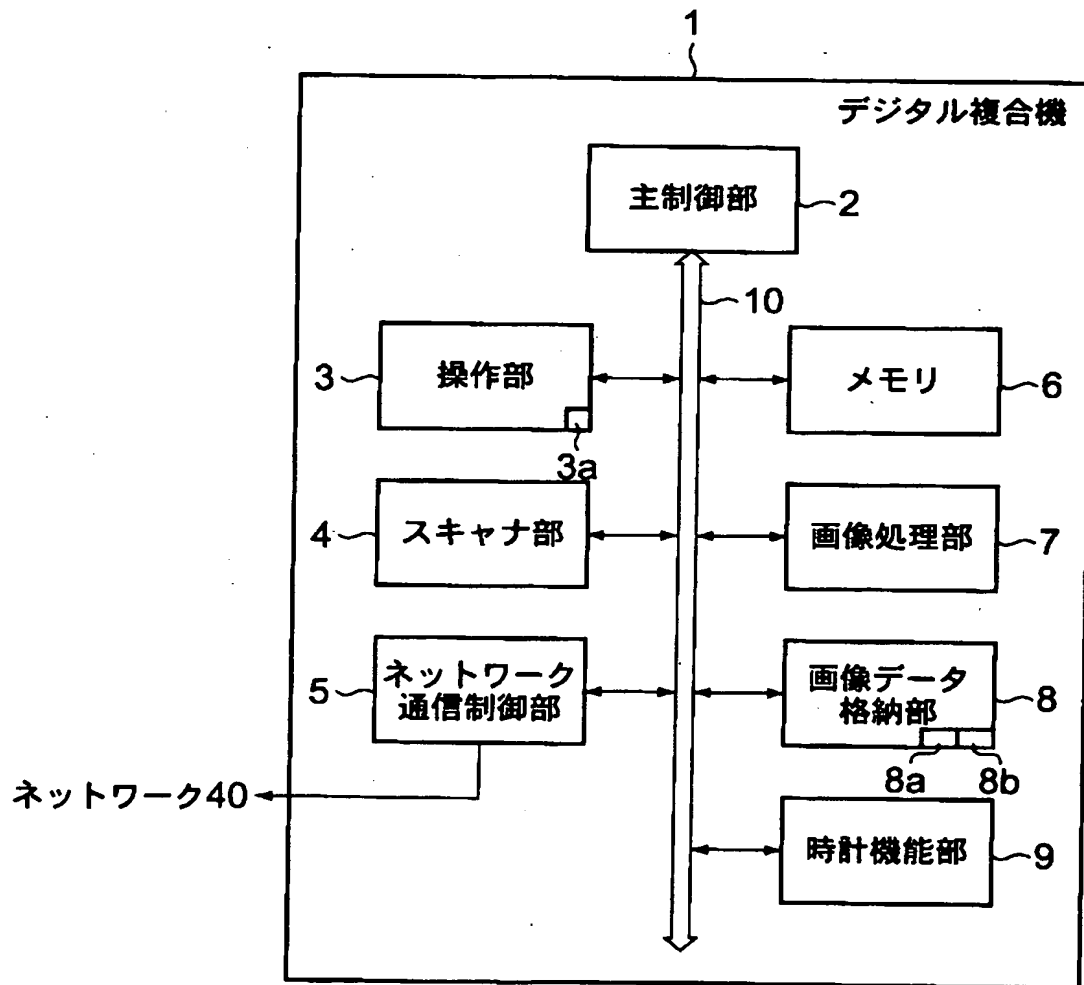 1
デジタル複合機
主制御部
2
10
3
操作部
3a
メモリ
6
4
スキャナ部
画像処理部
7
5
ネットワーク
通信制御部
画像データ
格納部
8
8a
8b
ネットワーク40
時計機能部
9